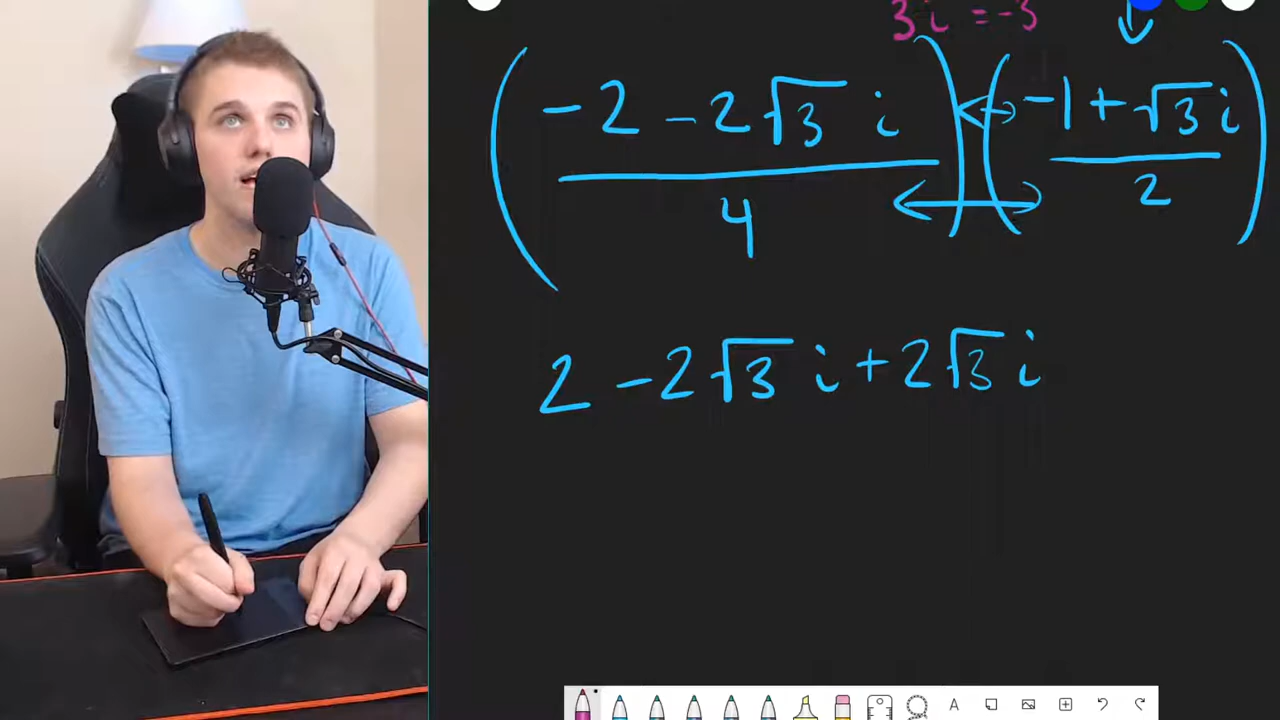 3i = -3
(-2 - 2√3 i / 4)(-1 + √3 i / 2)
2 - 2√3 i + 2√3 i
A